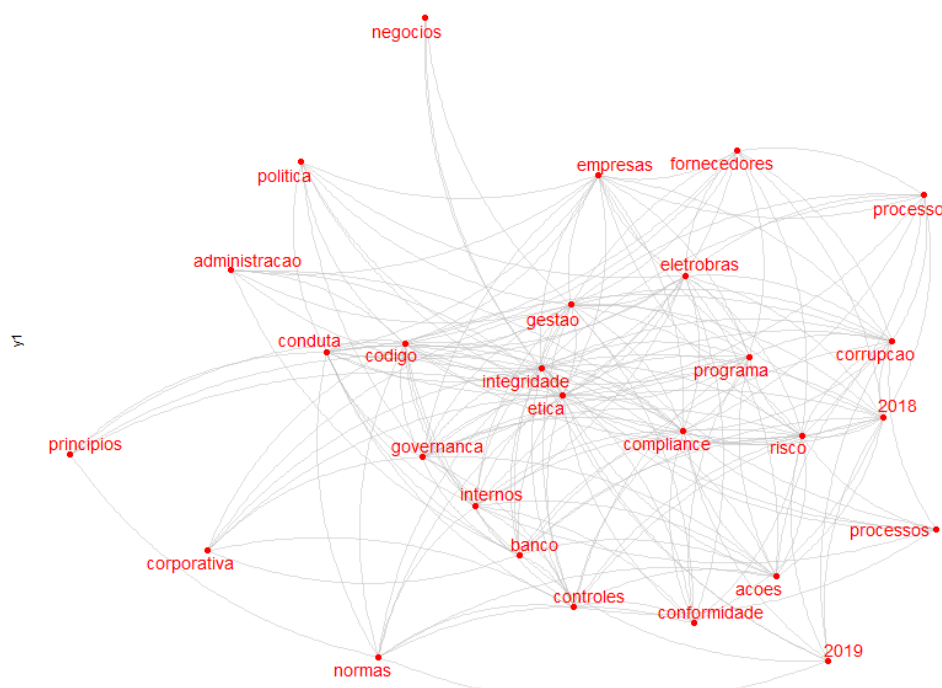 negocios
fornecedores
empresas
politica
processo
administracao
eletrobras
gestao
y1
conduta
codigo
corrupcao
programa
integridade
etica
2018
principios
governanca
compliance
risco
internos
processos
banco
corporativa
acoes
controles
conformidade
2019
normas